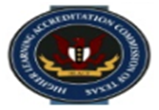 HIGHER LEARNING ACCREDITATION COMMISSION OF TEXAS